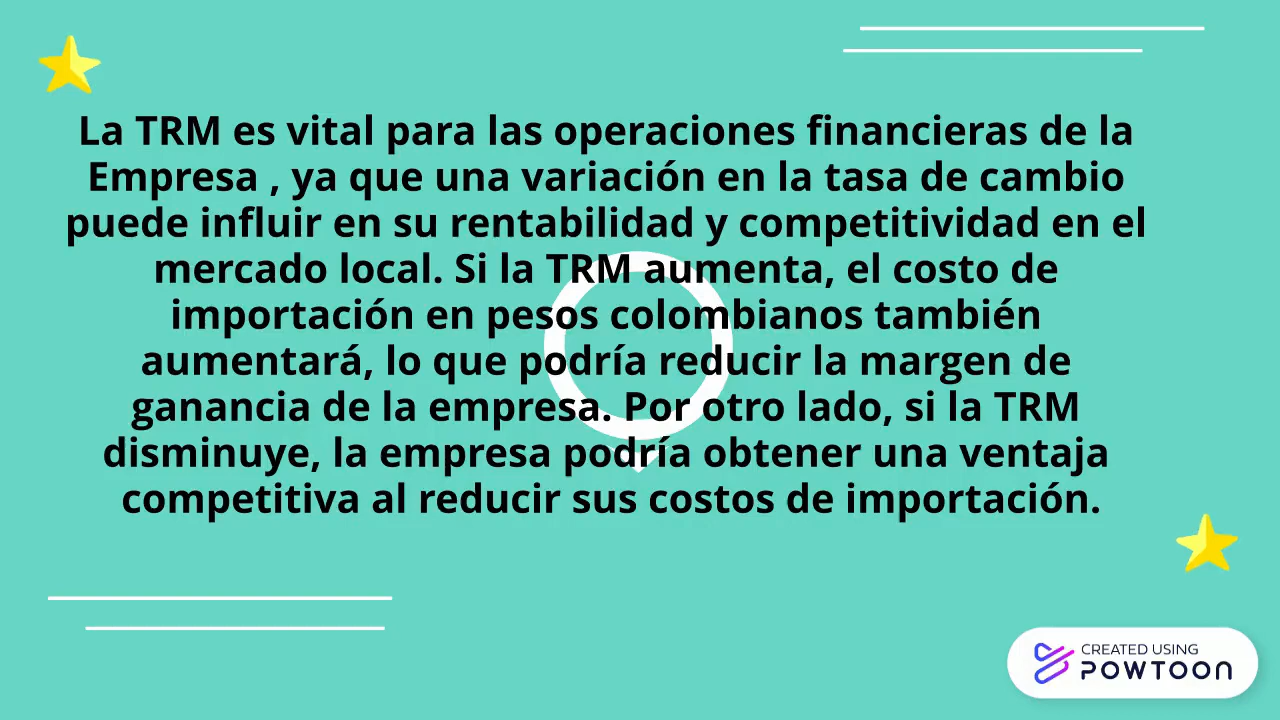 La TRM es vital para las operaciones financieras de la
Empresa , ya que una variación en la tasa de cambio
puede influir en su rentabilidad y competitividad en el
mercado local. Si la TRM aumenta, el costo de
importación en pesos colombianos también
aumentará, lo que podría reducir la margen de
ganancia de la empresa. Por otro lado, si la TRM
disminuye, la empresa podría obtener una ventaja
competitiva al reducir sus costos de importación.
CREATED USING
POWTOON